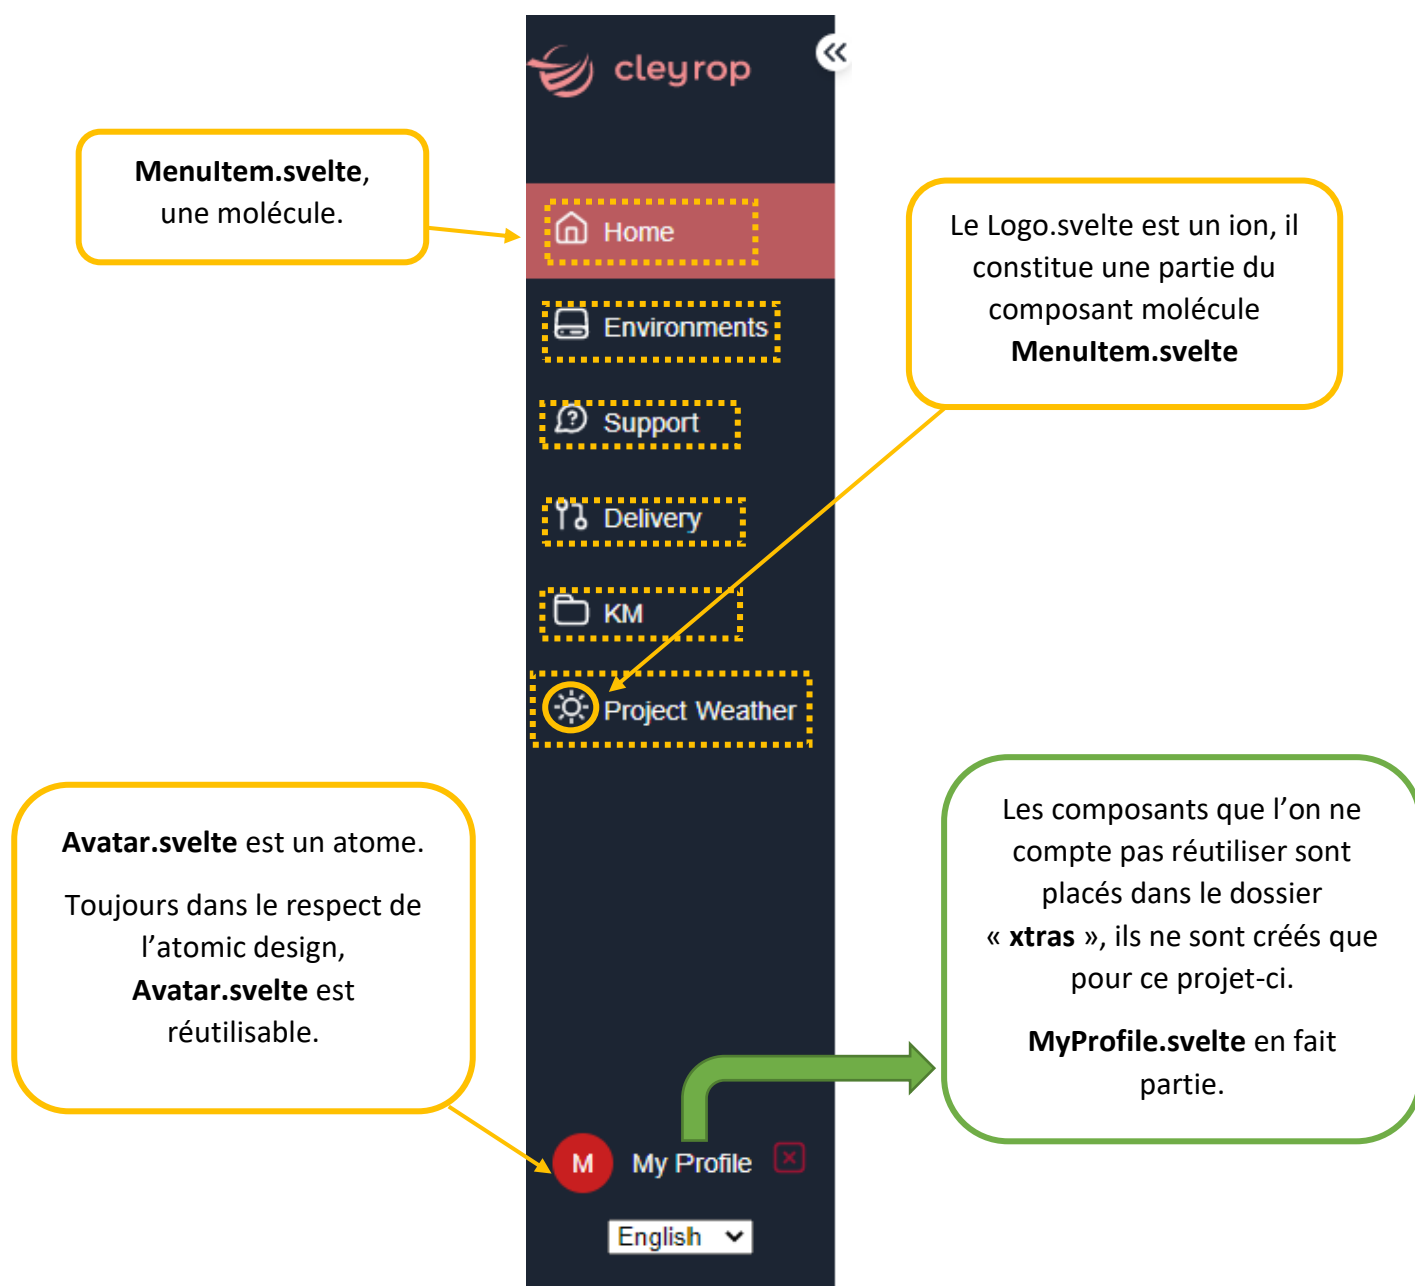 cleyrop
MenuItem.svelte,
une molécule.
Home
Environments
Support
Delivery
KM
Project Weather
Le Logo.svelte est un ion, il
constitue une partie du
composant molécule
MenuItem.svelte
Avatar.svelte est un atome.
Toujours dans le respect de
l’atomic design,
Avatar.svelte est
réutilisable.
Les composants que l’on ne
compte pas réutiliser sont
placés dans le dossier
« xtras », ils ne sont créés que
pour ce projet-ci.
MyProfile.svelte en fait
partie.
M My Profile
English